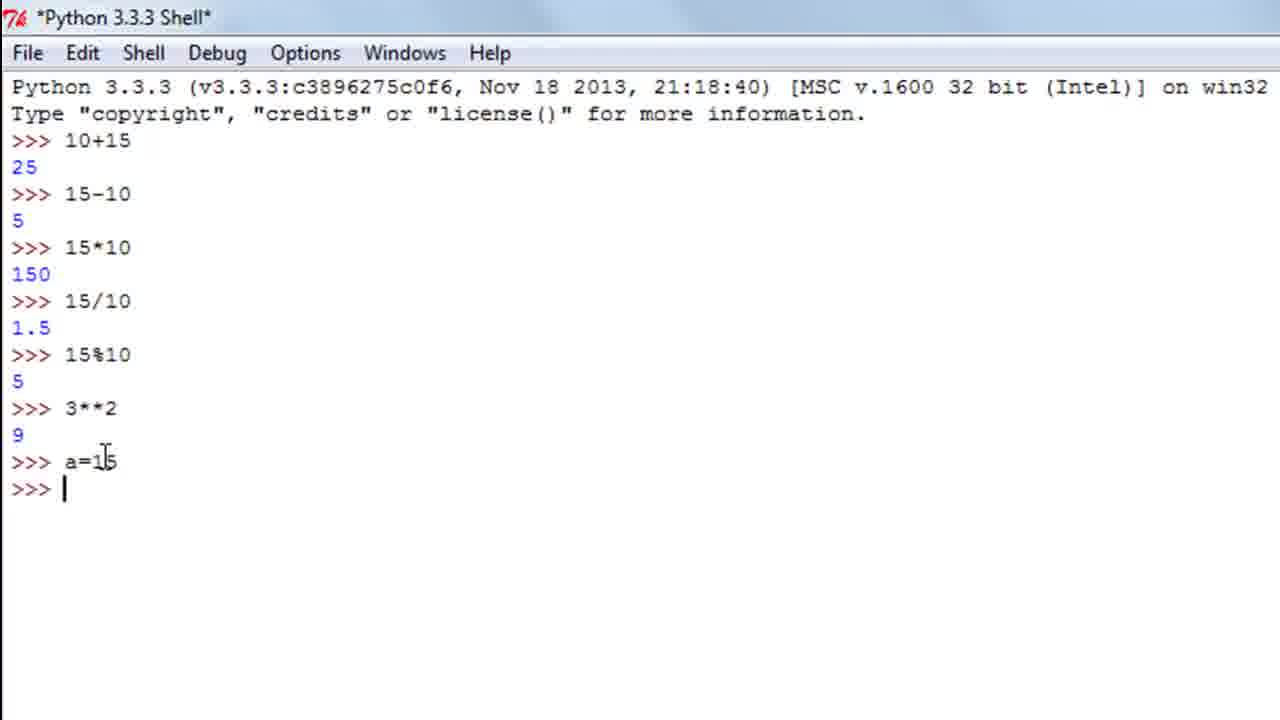 *Python 3.3.3 Shell*
File Edit Shell Debug Options Windows Help
Python 3.3.3 (v3.3.3:c3896275c0f6, Nov 18 2013, 21:18:40) [MSC v.1600 32 bit (Intel)] on win32
Type "copyright", "credits" or "license()" for more information.
>>> 10+15
25
>>> 15-10
5
>>> 15*10
150
>>> 15/10
1.5
>>> 15%10
5
>>> 3**2
9
>>> a=15
>>>